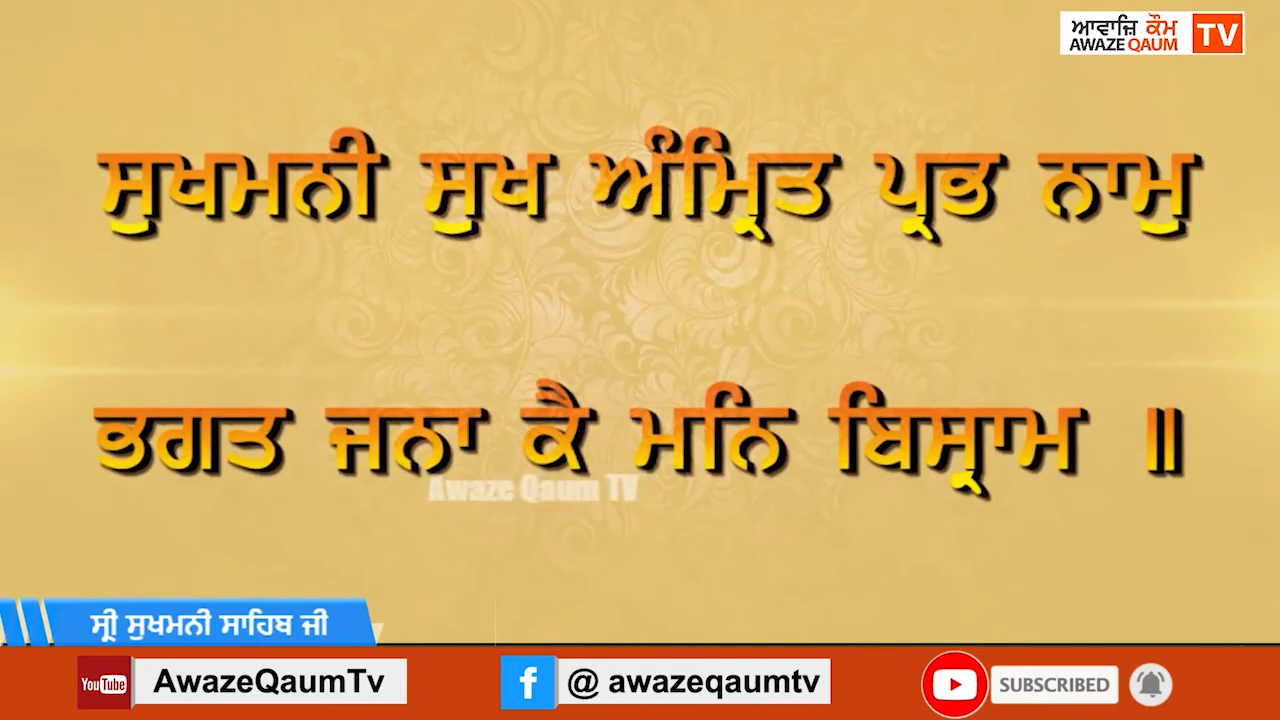 ਆਵਾਜ਼ਿ ਕੌਮ
AWAZE QAUM TV
ਸੁਖਮਨੀ ਸੁਖ ਅੰਮ੍ਰਿਤ ਪ੍ਰਭ ਨਾਮੁ
ਭਗਤ ਜਨਾ ਕੈ ਮਨਿ ਬਿਸ੍ਰਾਮ ॥
Awaze Qaum TV
ਸ੍ਰੀ ਸੁਖਮਨੀ ਸਾਹਿਬ ਜੀ
YouTube AwazeQaumTv
f @ awazeqaumtv
SUBSCRIBED